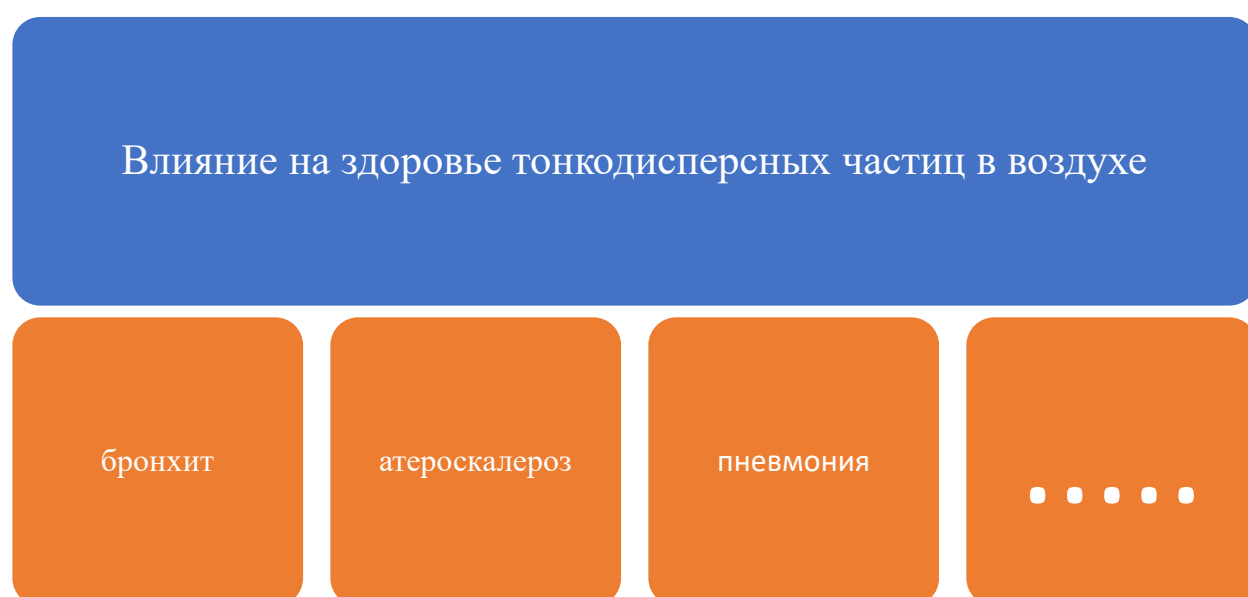 Влияние на здоровье тонкодисперсных частиц в воздухе
бронхит
атероскалероз
пневмония
.....